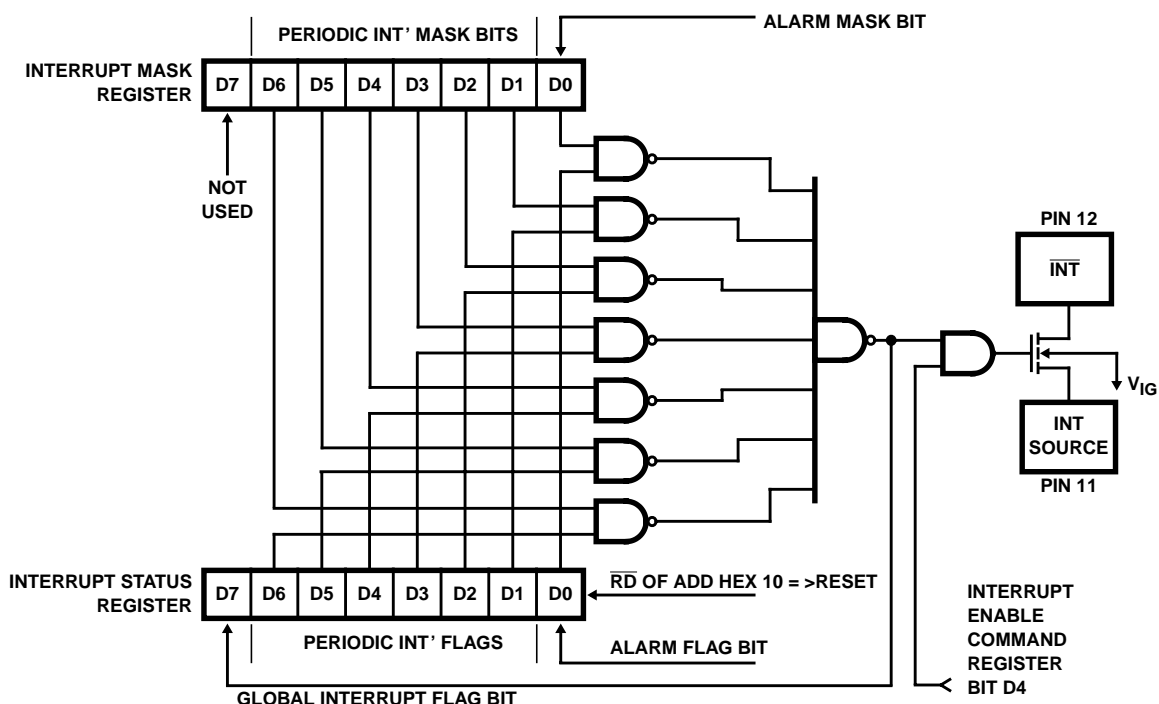 ALARM MASK BIT
PERIODIC INT' MASK BITS
INTERRUPT MASK
REGISTER
D7 D6 D5 D4 D3 D2 D1 D0
NOT
USED
PIN 12
INT
V_IG
INT
SOURCE
PIN 11
INTERRUPT STATUS
REGISTER
D7 D6 D5 D4 D3 D2 D1 D0
RD OF ADD HEX 10 = >RESET
PERIODIC INT' FLAGS
ALARM FLAG BIT
GLOBAL INTERRUPT FLAG BIT
INTERRUPT
ENABLE
COMMAND
REGISTER
BIT D4